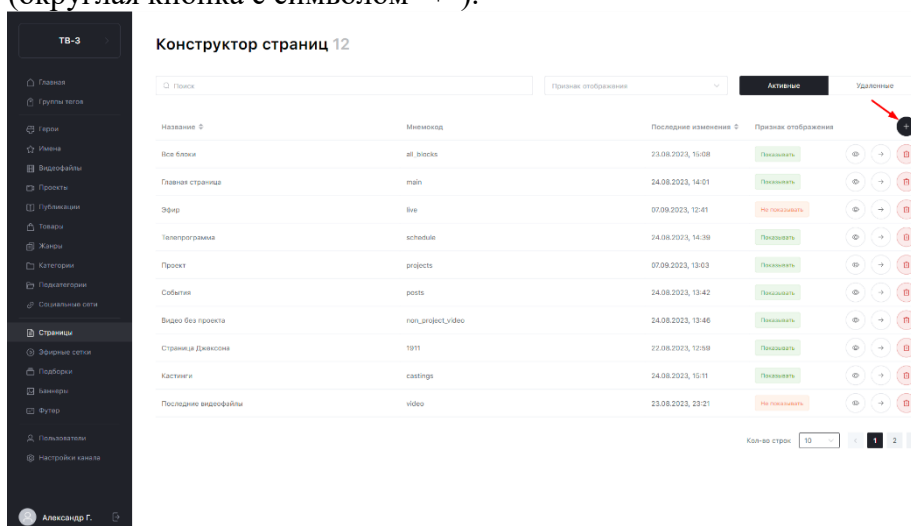 (округлая кнопка с символом "+").
ТВ-3
Конструктор страниц 12
Главная
Группы тегов
Герои
Имена
Видеофайлы
Проекты
Публикации
Товары
Жанры
Категории
Подкатегории
Социальные сети
Страницы
Эфирные сетки
Подборки
Баннеры
Футер
Пользователи
Настройки канала
Александр Г.
Поиск
Признак отображения
Активные
Удаленные
Название
Мнемокод
Последние изменения
Признак отображения
+
Все блоки all_blocks 23.08.2023, 15:08 Показывать
Главная страница main 24.08.2023, 14:01 Показывать
Эфир live 07.09.2023, 12:41 Не показывать
Телепрограмма schedule 24.08.2023, 14:39 Показывать
Проект projects 07.09.2023, 13:03 Показывать
События posts 24.08.2023, 13:42 Показывать
Видео без проекта non_project_video 24.08.2023, 13:46 Показывать
Страница Джексона 1911 22.08.2023, 12:59 Показывать
Кастинги castings 24.08.2023, 15:11 Показывать
Последние видеофайлы video 23.08.2023, 23:21 Не показывать
Кол-во строк 10 1 2